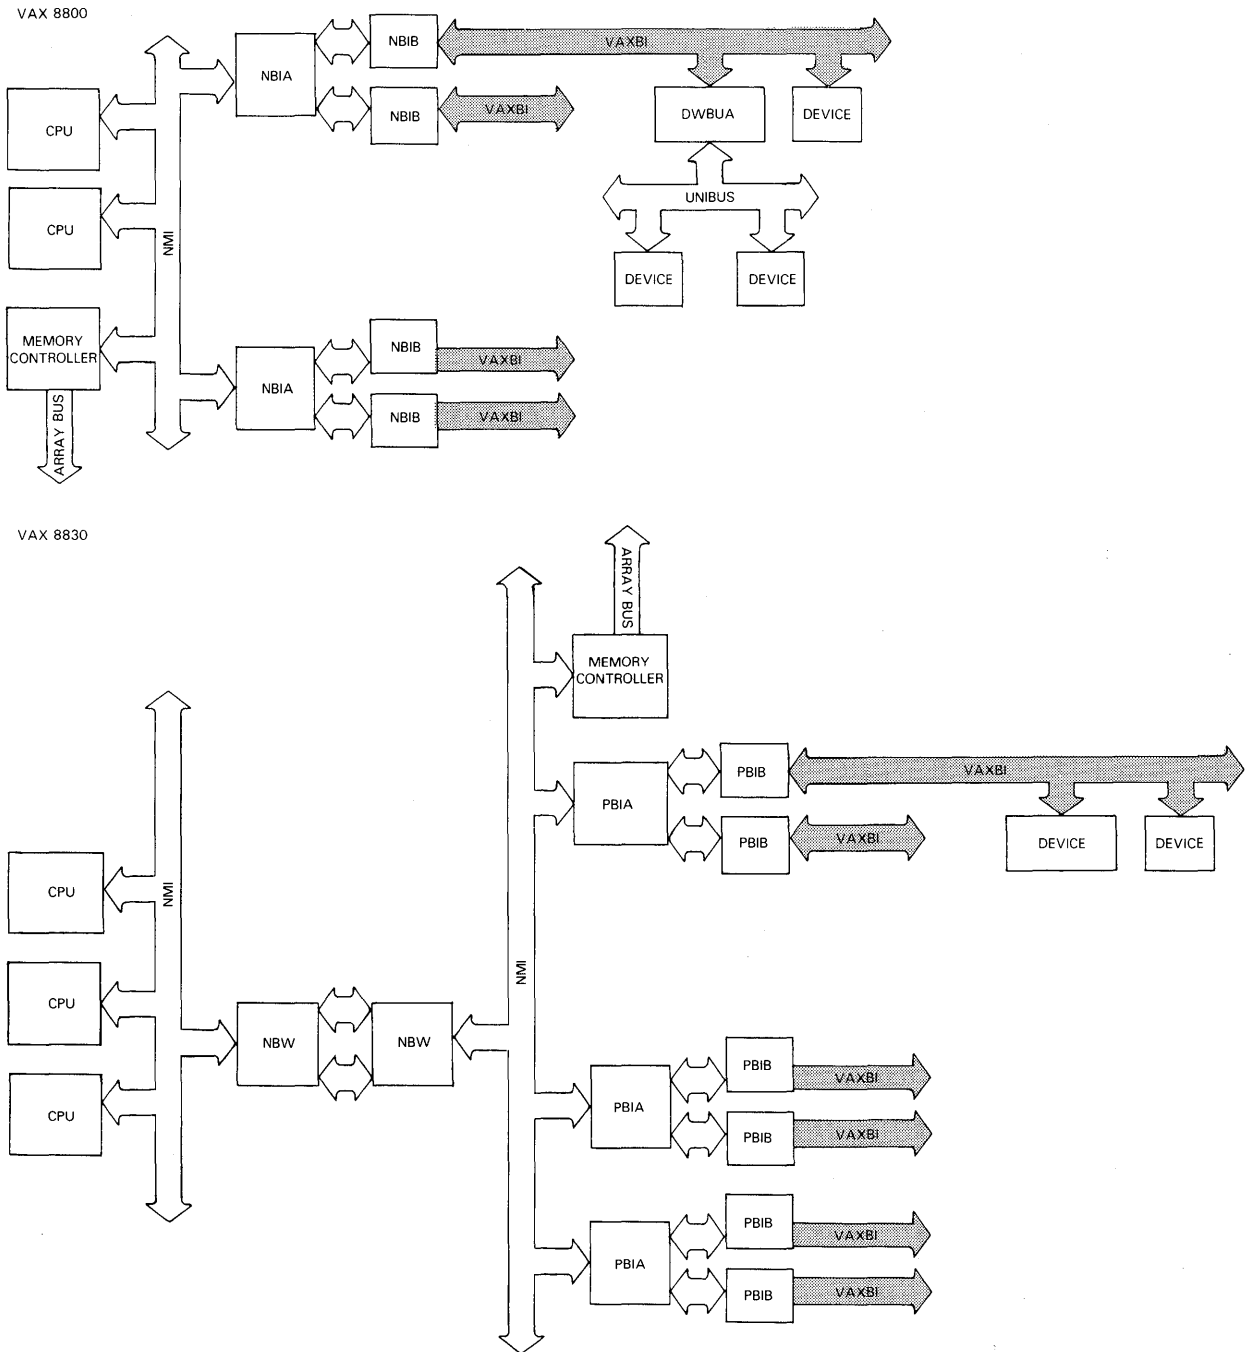 VAX 8800
NBIA
NBIB
VAXBI
NBIB
VAXBI
CPU
DWBUA
DEVICE
CPU
NMI
UNIBUS
DEVICE
DEVICE
MEMORY
CONTROLLER
NBIA
NBIB
VAXBI
NBIB
VAXBI
ARRAY BUS
VAX 8830
ARRAY BUS
MEMORY
CONTROLLER
PBIA
PBIB
VAXBI
PBIB
VAXBI
DEVICE
DEVICE
CPU
NMI
NMI
CPU
NBW
NBW
CPU
PBIA
PBIB
VAXBI
PBIB
VAXBI
PBIA
PBIB
VAXBI
PBIB
VAXBI